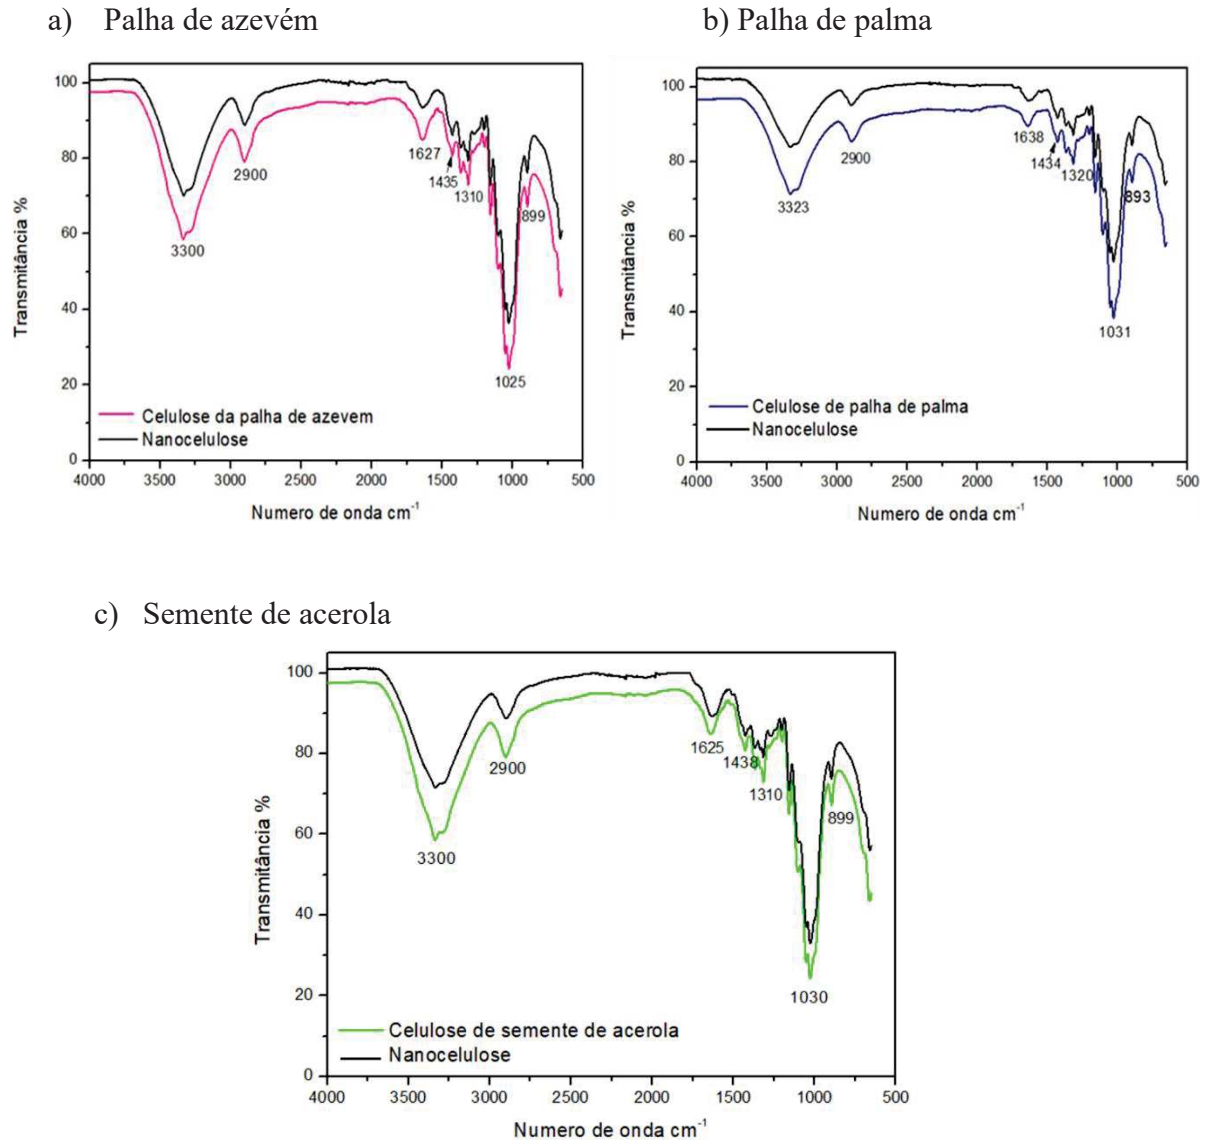 a) Palha de azevém
b) Palha de palma
Transmitância %
100
80
60
40
20
0
3300
2900
1627
1435
1310
1025
899
Celulose da palha de azevem
Nanocelulose
4000 3500 3000 2500 2000 1500 1000 500
Numero de onda cm⁻¹
Transmitância %
100
80
60
40
20
0
3323
2900
1638
1434
1320
1031
893
Celulose de palha de palma
Nanocelulose
4000 3500 3000 2500 2000 1500 1000 500
Numero de onda cm⁻¹
c) Semente de acerola
Transmitância %
100
80
60
40
20
0
3300
2900
1625
1438
1310
1030
899
Celulose de semente de acerola
Nanocelulose
4000 3500 3000 2500 2000 1500 1000 500
Numero de onda cm⁻¹